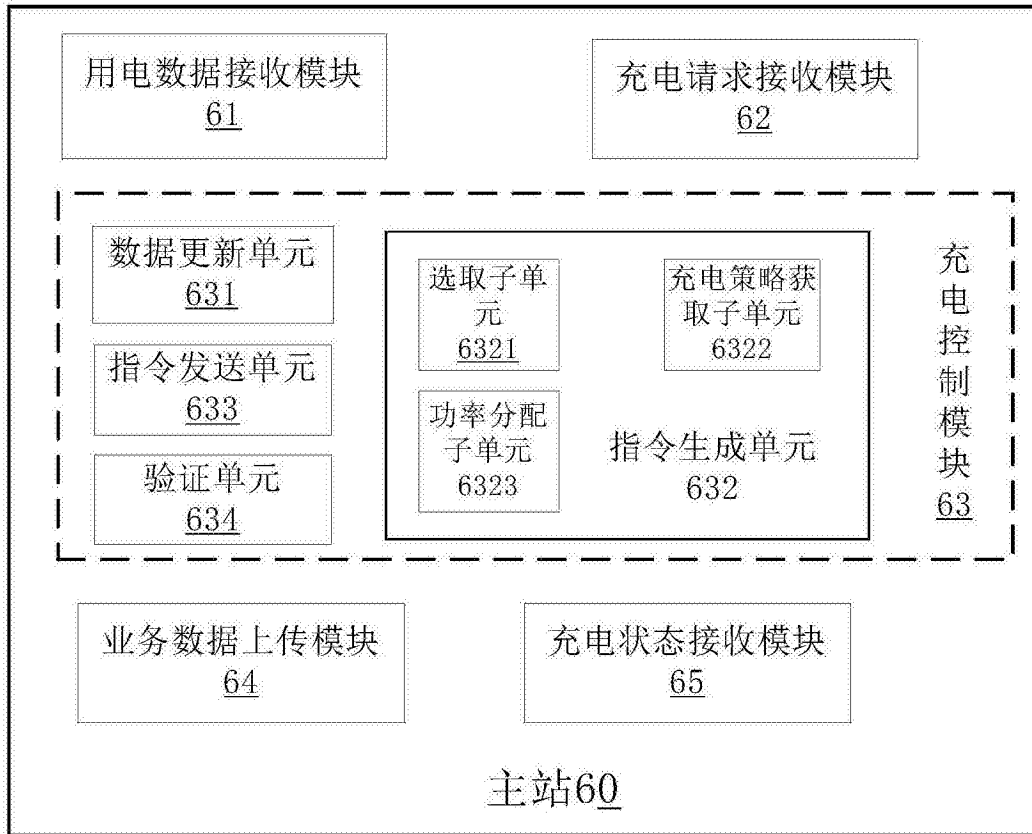 用电数据接收模块
61
充电请求接收模块
62
数据更新单元
631
指令发送单元
633
验证单元
634
选取子单
元
6321
充电策略获
取子单元
6322
功率分配
子单元
6323
指令生成单元
632
充
电
控
制
模
块
63
业务数据上传模块
64
充电状态接收模块
65
主站60